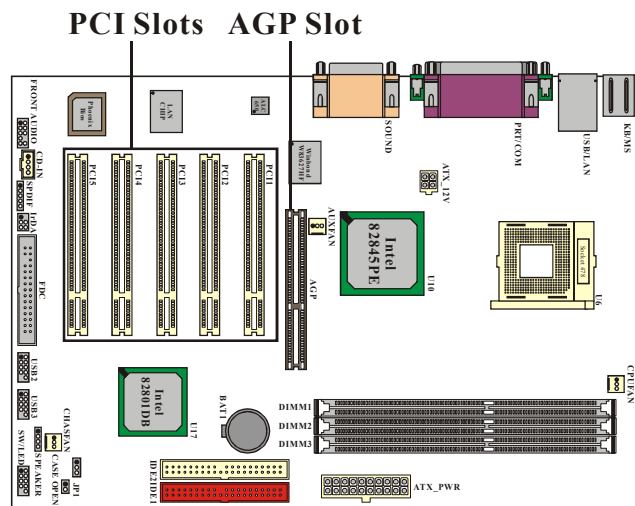 PCI Slots
AGP Slot
FRONT AUDIO
CD-IN
SPDIF
IrDA
FDC
USB2
USB3
SW/LED
SPEAKER
CHASFAN
CASE OPEN
JP1
Phoenix
LAN
CHIP
ALC
650
Winbond
W83627HF
PCI5
PCI4
PCI3
PCI2
PCI1
AGP
AUXFAN
SOUND
PRT/COM
USB/LAN
KB/MS
ATX_12V
Intel
82845PE
U10
Socket 478
U6
CPUFAN
Intel
82801DB
U17
BAT1
DIMM1
DIMM2
DIMM3
IDE2
IDE1
ATX_PWR